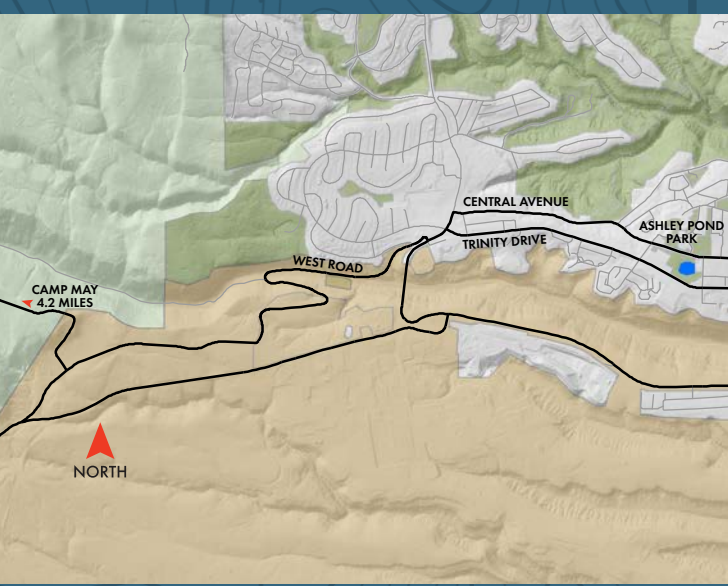 CENTRAL AVENUE
ASHLEY POND
PARK
TRINITY DRIVE
WEST ROAD
CAMP MAY
4.2 MILES
NORTH